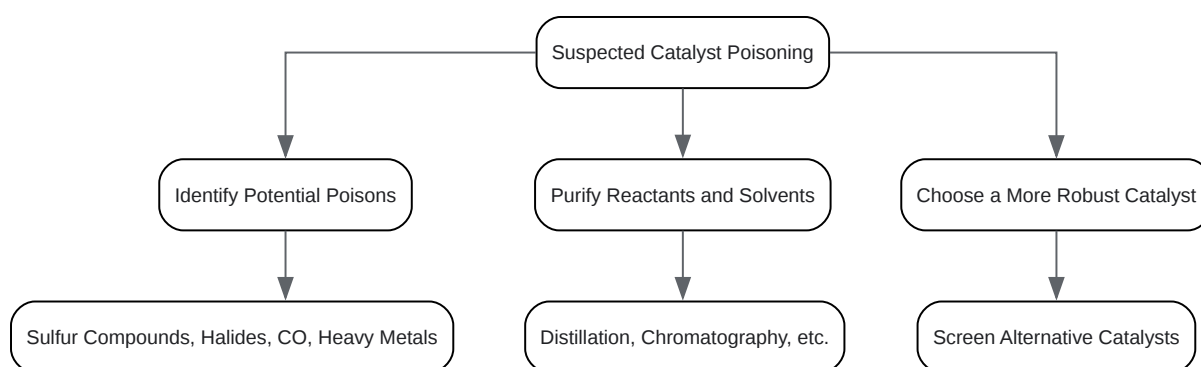 Suspected Catalyst Poisoning
Identify Potential Poisons
Purify Reactants and Solvents
Choose a More Robust Catalyst
Sulfur Compounds, Halides, CO, Heavy Metals
Distillation, Chromatography, etc.
Screen Alternative Catalysts